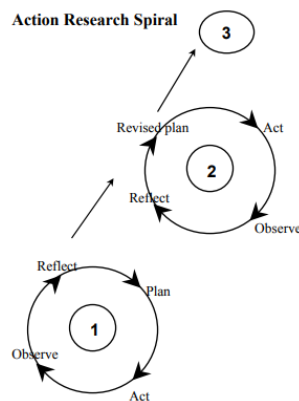 Action Research Spiral
3
Revised plan
Act
2
Reflect
Observe
Reflect
Plan
1
Observe
Act